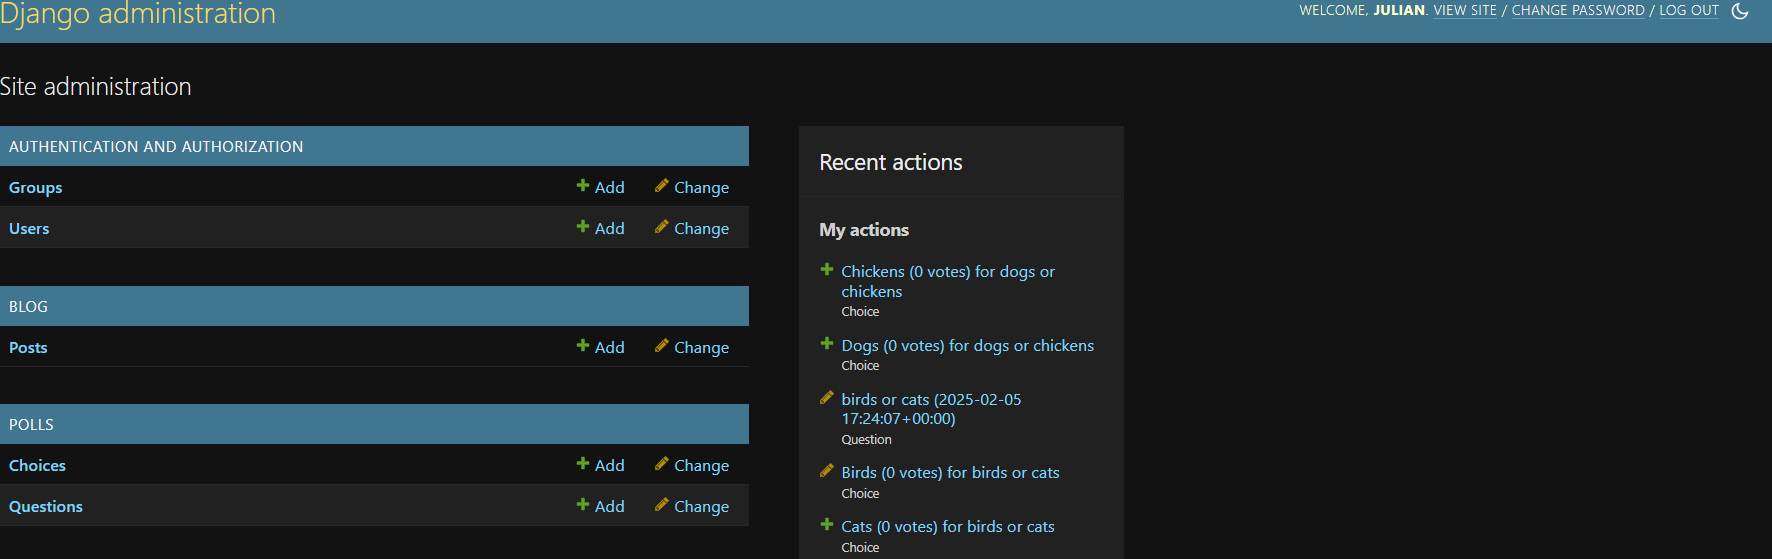 Django administration
WELCOME, JULIAN. VIEW SITE / CHANGE PASSWORD / LOG OUT
Site administration
AUTHENTICATION AND AUTHORIZATION
Groups Add Change
Users Add Change
BLOG
Posts Add Change
POLLS
Choices Add Change
Questions Add Change
Recent actions
My actions
Chickens (0 votes) for dogs or
chickens
Choice
Dogs (0 votes) for dogs or chickens
Choice
birds or cats (2025-02-05
17:24:07+00:00)
Question
Birds (0 votes) for birds or cats
Choice
Cats (0 votes) for birds or cats
Choice